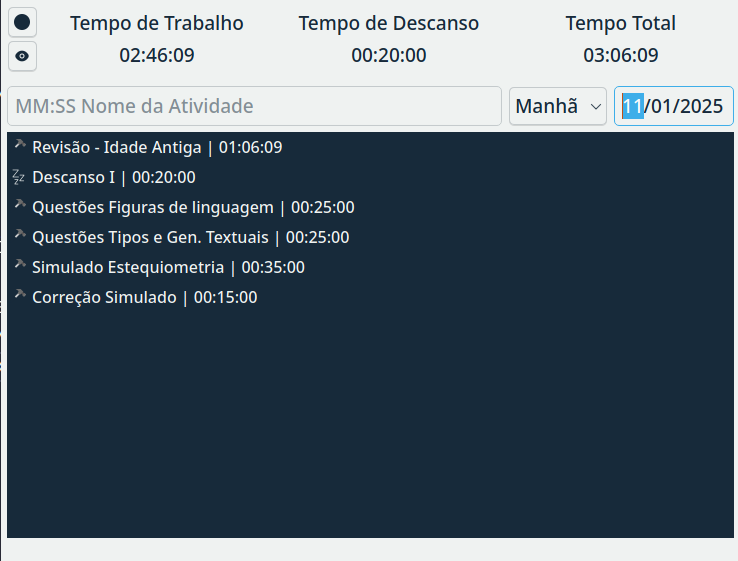 Tempo de Trabalho Tempo de Descanso Tempo Total
02:46:09 00:20:00 03:06:09
MM:SS Nome da Atividade Manhã 11/01/2025
Revisão - Idade Antiga | 01:06:09
Descanso I | 00:20:00
Questões Figuras de linguagem | 00:25:00
Questões Tipos e Gen. Textuais | 00:25:00
Simulado Estequiometria | 00:35:00
Correção Simulado | 00:15:00